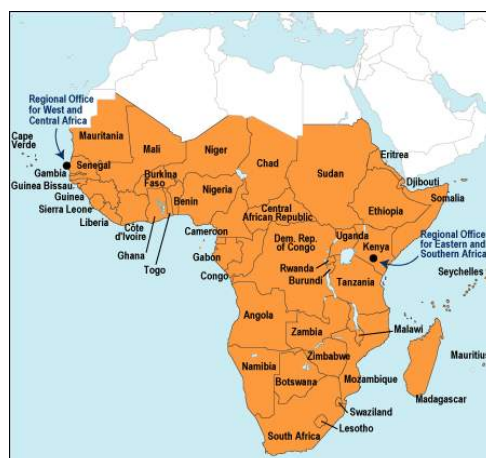 Regional Office
for West and
Central Africa
Cape
Verde
Mauritania
Mali
Niger
Chad
Sudan
Eritrea
Senegal
Gambia
Guinea Bissau
Guinea
Sierra Leone
Liberia
Côte
d'Ivoire
Ghana
Togo
Burkina
Faso
Benin
Nigeria
Cameroon
Gabon
Congo
Central
African Republic
Dem. Rep.
of Congo
Djibouti
Somalia
Ethiopia
Uganda
Kenya
Regional Office
for Eastern and
Southern Africa
Rwanda
Burundi
Tanzania
Seychelles
Angola
Zambia
Malawi
Zimbabwe
Mozambique
Namibia
Botswana
Madagascar
Mauritiu
Swaziland
Lesotho
South Africa